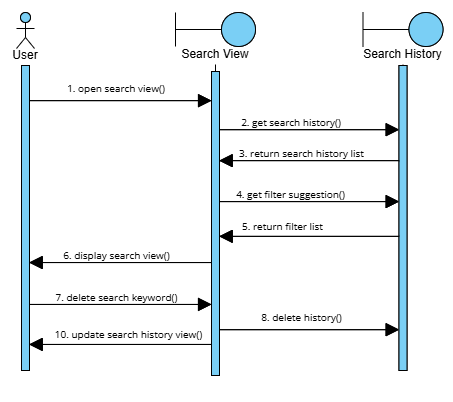 User
Search View
Search History
1. open search view()
2. get search history()
3. return search history list
4. get filter suggestion()
5. return filter list
6. display search view()
7. delete search keyword()
8. delete history()
10. update search history view()